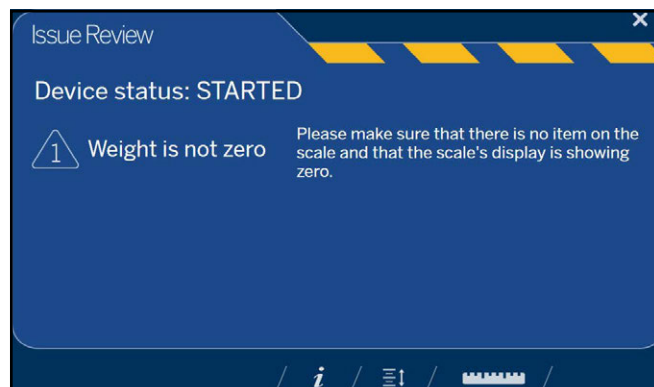 Issue Review
Device status: STARTED
1 Weight is not zero
Please make sure that there is no item on the
scale and that the scale's display is showing
zero.